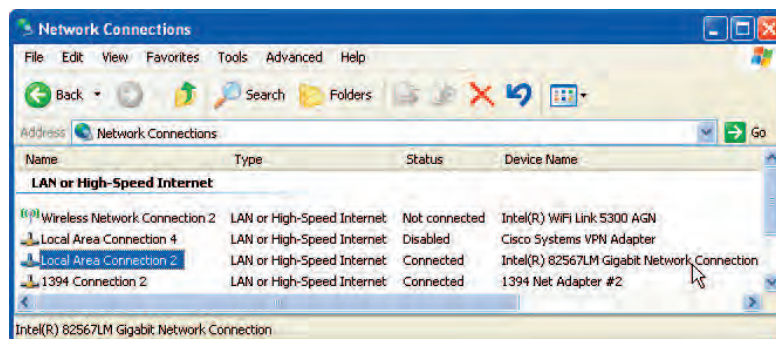 Network Connections
File Edit View Favorites Tools Advanced Help
Back Search Folders
Address Network Connections Go
Name Type Status Device Name
LAN or High-Speed Internet
Wireless Network Connection 2 LAN or High-Speed Internet Not connected Intel(R) WiFi Link 5300 AGN
Local Area Connection 4 LAN or High-Speed Internet Disabled Cisco Systems VPN Adapter
Local Area Connection 2 LAN or High-Speed Internet Connected Intel(R) 82567LM Gigabit Network Connection
1394 Connection 2 LAN or High-Speed Internet Connected 1394 Net Adapter #2
Intel(R) 82567LM Gigabit Network Connection